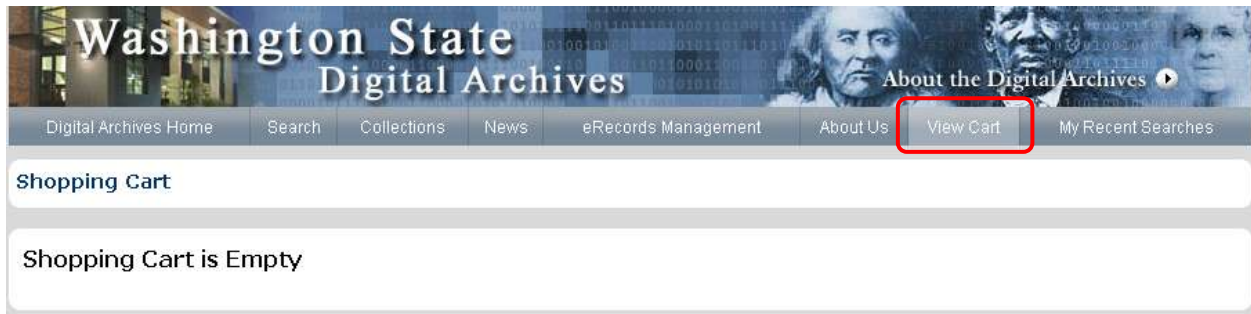 Washington State
Digital Archives
About the Digital Archives
Digital Archives Home Search Collections News eRecords Management About Us View Cart My Recent Searches
Shopping Cart
Shopping Cart is Empty